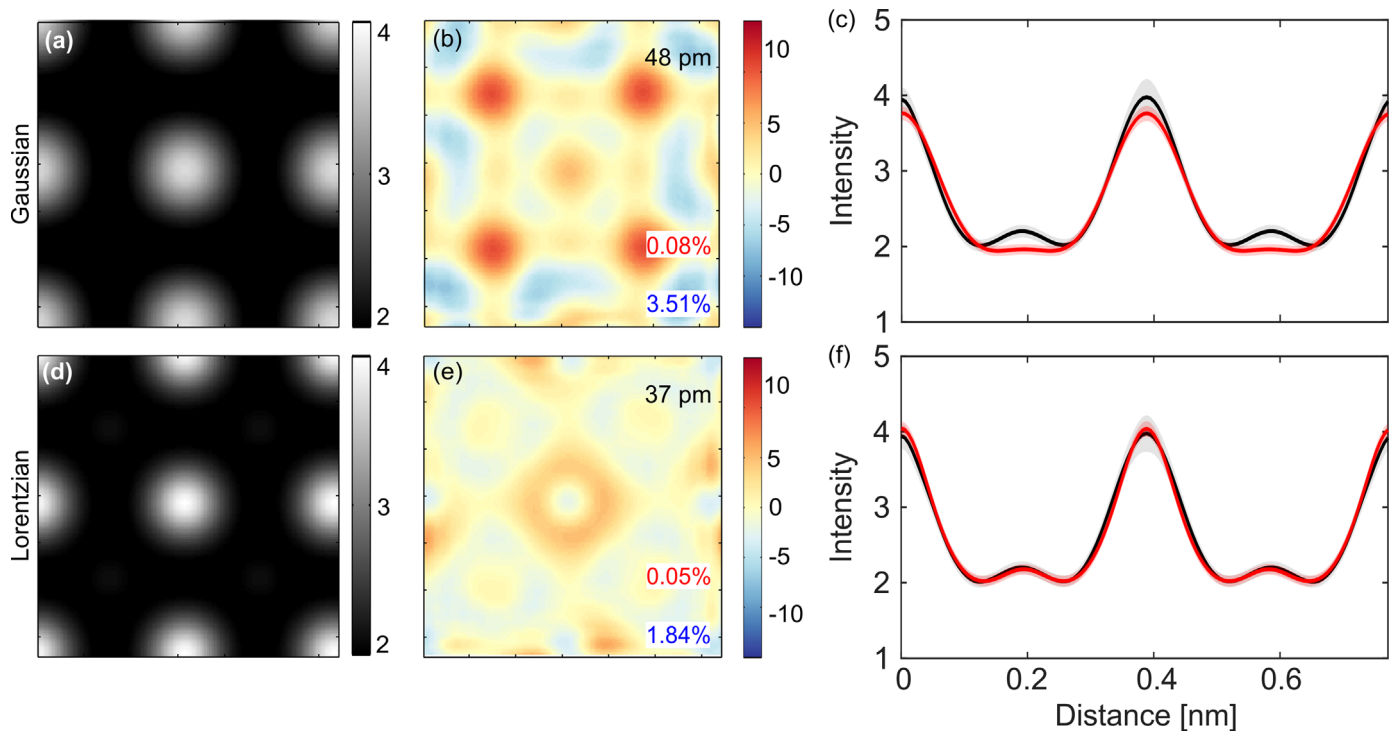 (a)
Gaussian
4
3
2
(b)
48 pm
0.08%
3.51%
10
5
0
-5
-10
(c)
Intensity
5
4
3
2
1
(d)
Lorentzian
4
3
2
(e)
37 pm
0.05%
1.84%
10
5
0
-5
-10
(f)
Intensity
5
4
3
2
1
0
0.2
0.4
0.6
Distance [nm]